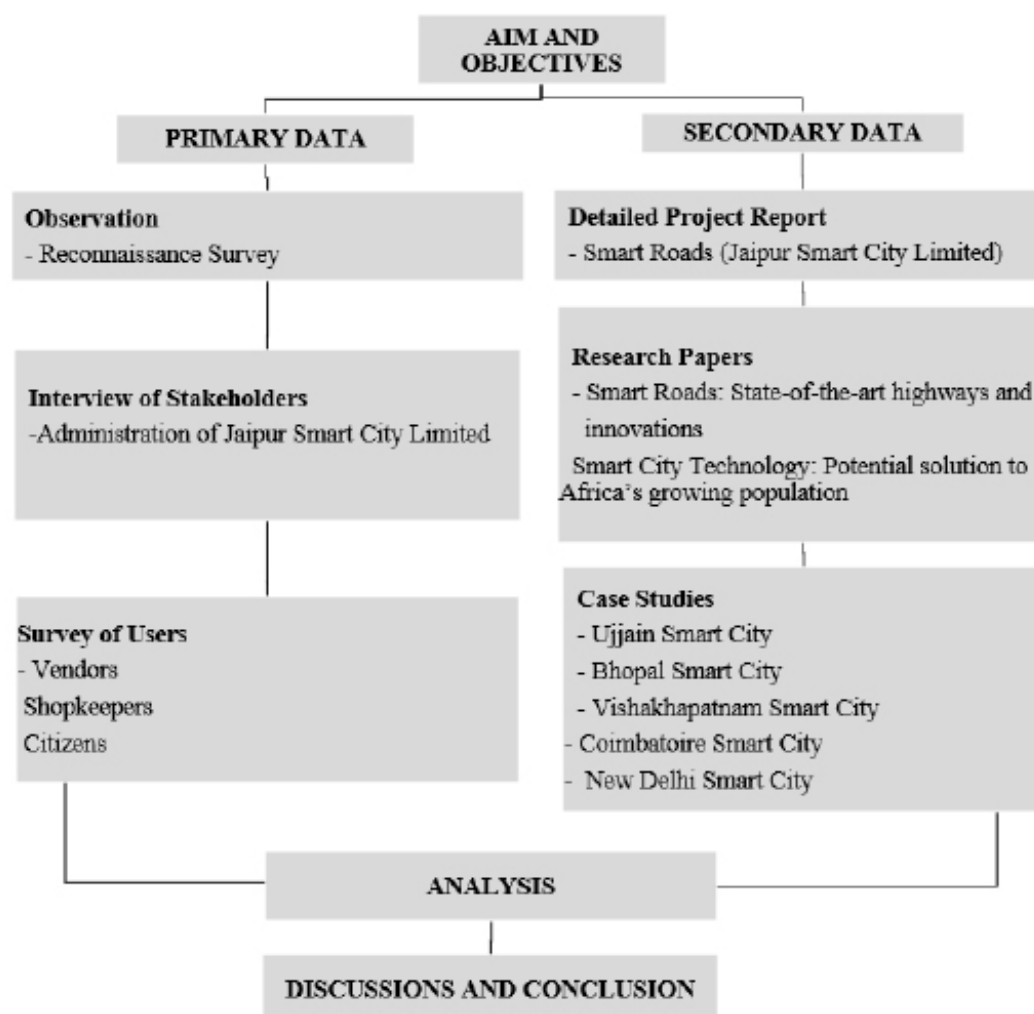 AIM AND
OBJECTIVES
PRIMARY DATA
SECONDARY DATA
Observation
- Reconnaissance Survey
Detailed Project Report
- Smart Roads (Jaipur Smart City Limited)
Interview of Stakeholders
-Administration of Jaipur Smart City Limited
Research Papers
- Smart Roads: State-of-the-art highways and
innovations
Smart City Technology: Potential solution to
Africa’s growing population
Survey of Users
- Vendors
Shopkeepers
Citizens
Case Studies
- Ujjain Smart City
- Bhopal Smart City
- Vishakhapatnam Smart City
- Coimbatoire Smart City
- New Delhi Smart City
ANALYSIS
DISCUSSIONS AND CONCLUSION